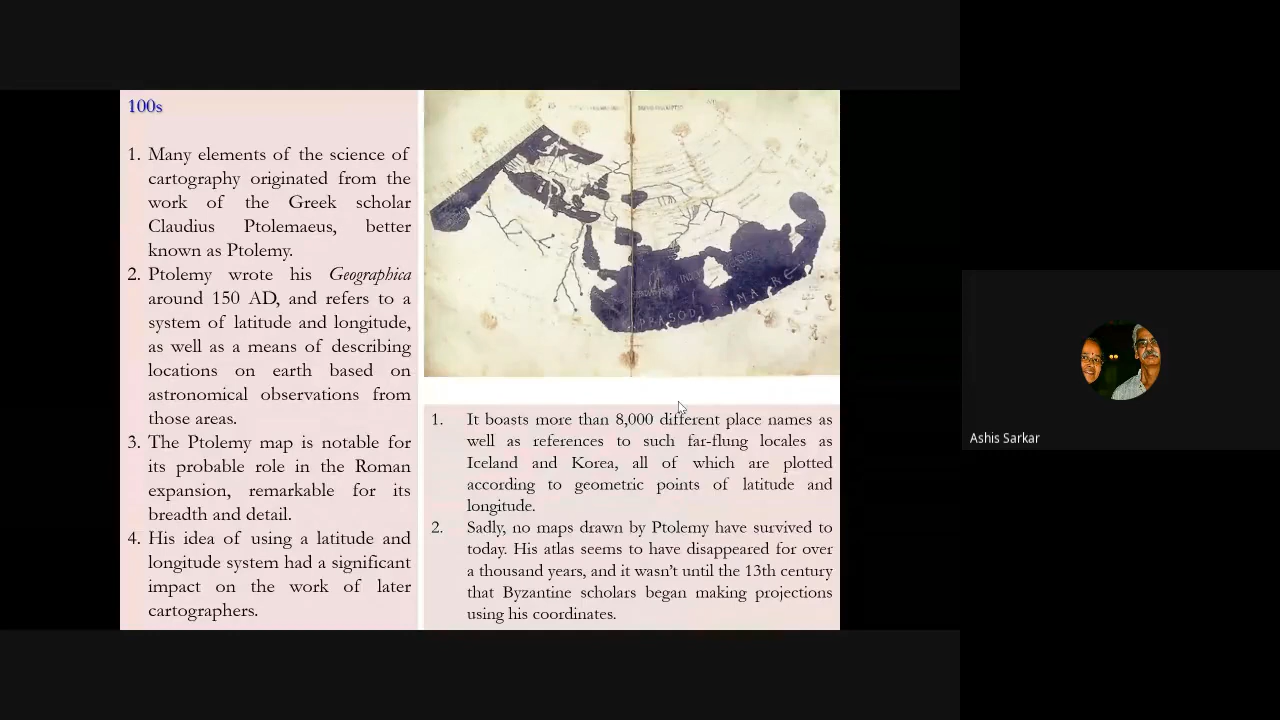 100s
1. Many elements of the science of
cartography originated from the
work of the Greek scholar
Claudius Ptolemaeus, better
known as Ptolemy.
2. Ptolemy wrote his Geographica
around 150 AD, and refers to a
system of latitude and longitude,
as well as a means of describing
locations on earth based on
astronomical observations from
those areas.
3. The Ptolemy map is notable for
its probable role in the Roman
expansion, remarkable for its
breadth and detail.
4. His idea of using a latitude and
longitude system had a significant
impact on the work of later
cartographers.
1. It boasts more than 8,000 different place names as
well as references to such far-flung locales as
Iceland and Korea, all of which are plotted
according to geometric points of latitude and
longitude.
2. Sadly, no maps drawn by Ptolemy have survived to
today. His atlas seems to have disappeared for over
a thousand years, and it wasn't until the 13th century
that Byzantine scholars began making projections
using his coordinates.
Ashis Sarkar